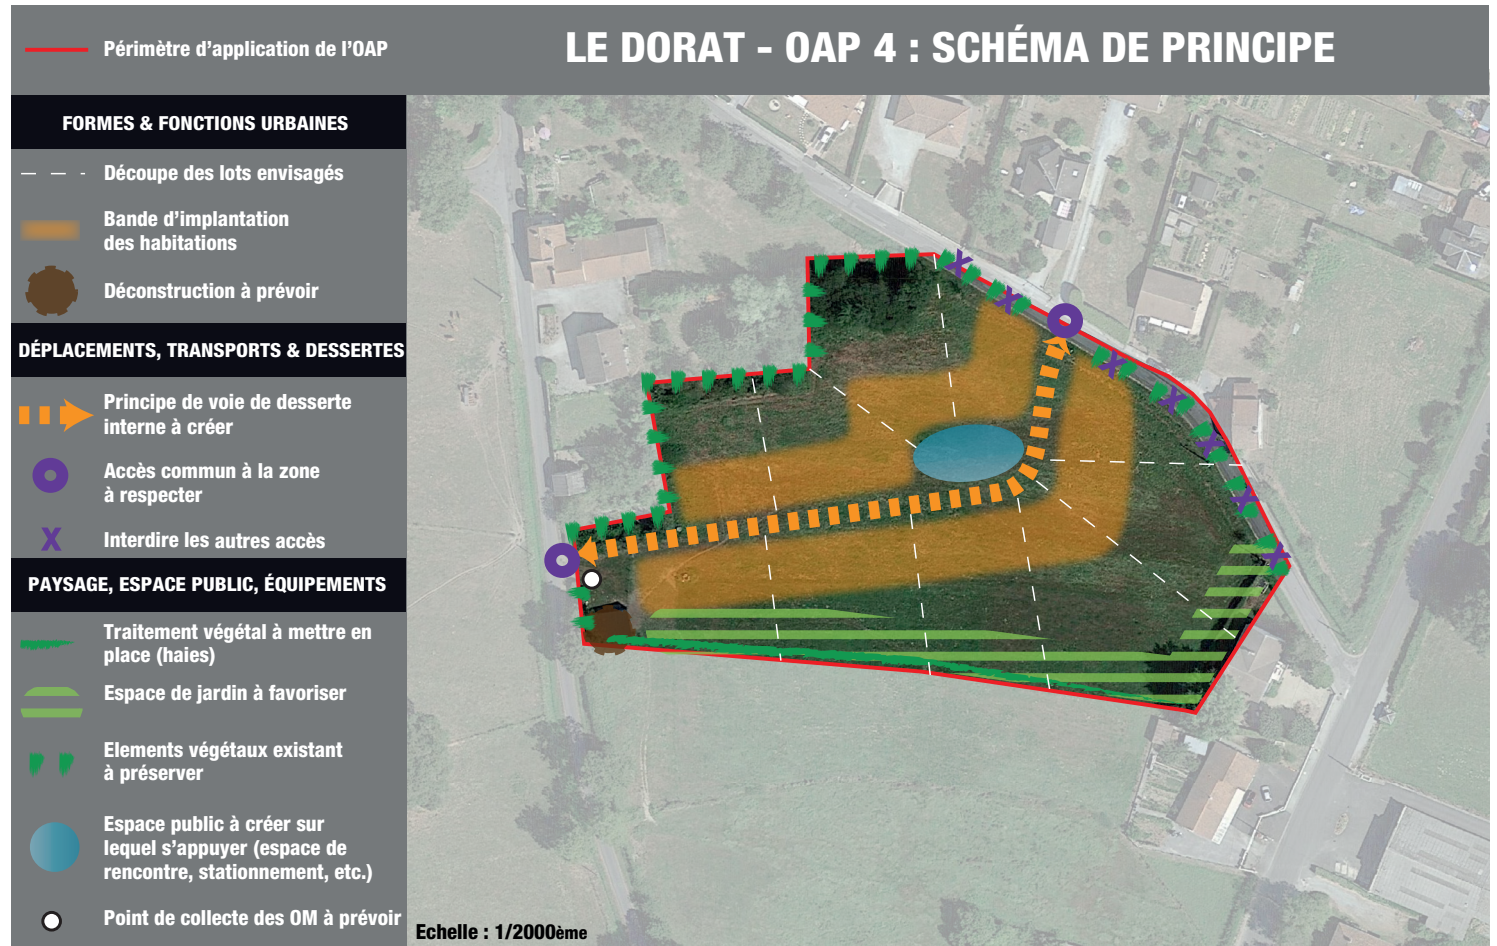 Périmètre d'application de l'OAP
LE DORAT - OAP 4 : SCHÉMA DE PRINCIPE
FORMES & FONCTIONS URBAINES
Découpe des lots envisagés
Bande d'implantation
des habitations
Déconstruction à prévoir
DÉPLACEMENTS, TRANSPORTS & DESSERTES
Principe de voie de desserte
interne à créer
Accès commun à la zone
à respecter
X Interdire les autres accès
PAYSAGE, ESPACE PUBLIC, ÉQUIPEMENTS
Traitement végétal à mettre en
place (haies)
Espace de jardin à favoriser
Elements végétaux existant
à préserver
Espace public à créer sur
lequel s'appuyer (espace de
rencontre, stationnement, etc.)
Point de collecte des OM à prévoir
Echelle : 1/2000ème